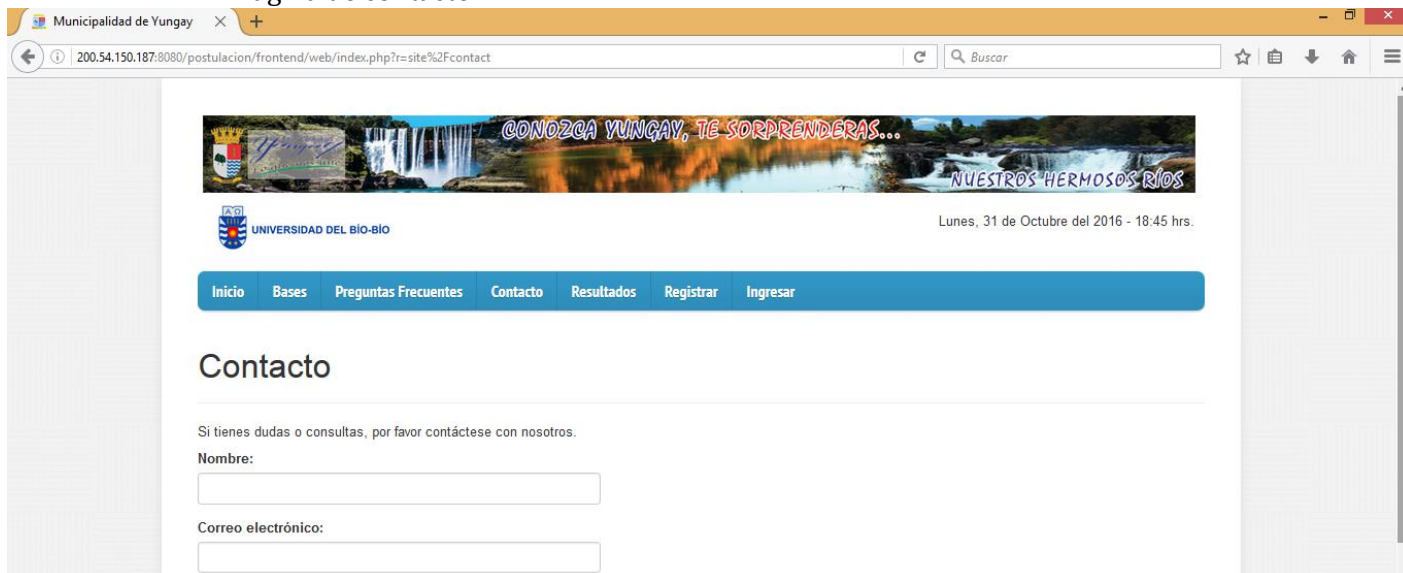 Municipalidad de Yungay
200.54.150.187:8080/postulacion/frontend/web/index.php?r=site%2Fcontact
Buscar
CONOZCA YUNGAY, TE SORPRENDERAS...
Yungay
NUESTROS HERMOSOS RÍOS
UNIVERSIDAD DEL BÍO-BÍO
Lunes, 31 de Octubre del 2016 - 18:45 hrs.
Inicio Bases Preguntas Frecuentes Contacto Resultados Registrar Ingresar
Contacto
Si tienes dudas o consultas, por favor contáctese con nosotros.
Nombre:
Correo electrónico: